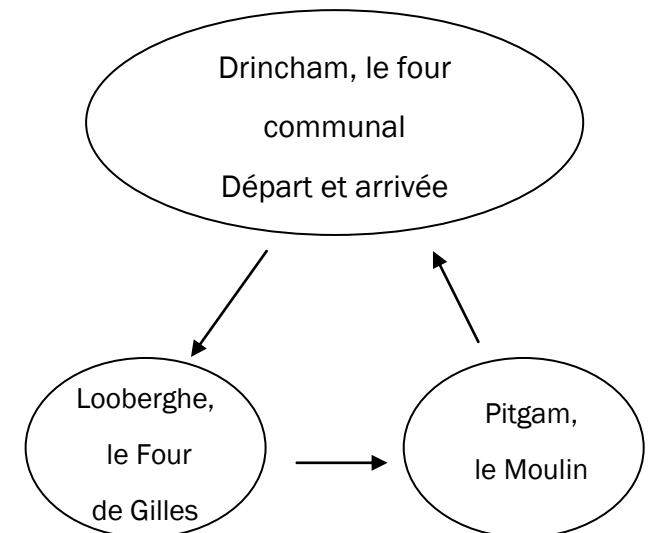 Drincham, le four
communal
Départ et arrivée
Looberghe,
le Four
de Gilles
Pitgam,
le Moulin